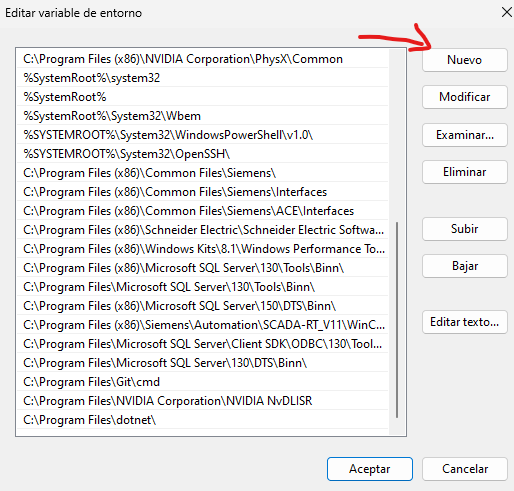 Editar variable de entorno
C:\Program Files (x86)\NVIDIA Corporation\PhysX\Common
%SystemRoot%\system32
%SystemRoot%
%SystemRoot%\System32\Wbem
%SYSTEMROOT%\System32\WindowsPowerShell\v1.0\
%SYSTEMROOT%\System32\OpenSSH\
C:\Program Files (x86)\Common Files\Siemens\
C:\Program Files (x86)\Common Files\Siemens\Interfaces
C:\Program Files (x86)\Common Files\Siemens\ACE\Interfaces
C:\Program Files (x86)\Schneider Electric\Schneider Electric Softwa...
C:\Program Files (x86)\Windows Kits\8.1\Windows Performance To...
C:\Program Files (x86)\Microsoft SQL Server\130\Tools\Binn\
C:\Program Files\Microsoft SQL Server\130\Tools\Binn\
C:\Program Files (x86)\Microsoft SQL Server\150\DTS\Binn\
C:\Program Files (x86)\Siemens\Automation\SCADA-RT_V11\WinC...
C:\Program Files\Microsoft SQL Server\Client SDK\ODBC\130\Tool...
C:\Program Files\Microsoft SQL Server\130\DTS\Binn\
C:\Program Files\Git\cmd
C:\Program Files\NVIDIA Corporation\NVIDIA NvDLISR
C:\Program Files\dotnet\
Nuevo
Modificar
Examinar...
Eliminar
Subir
Bajar
Editar texto...
Aceptar
Cancelar